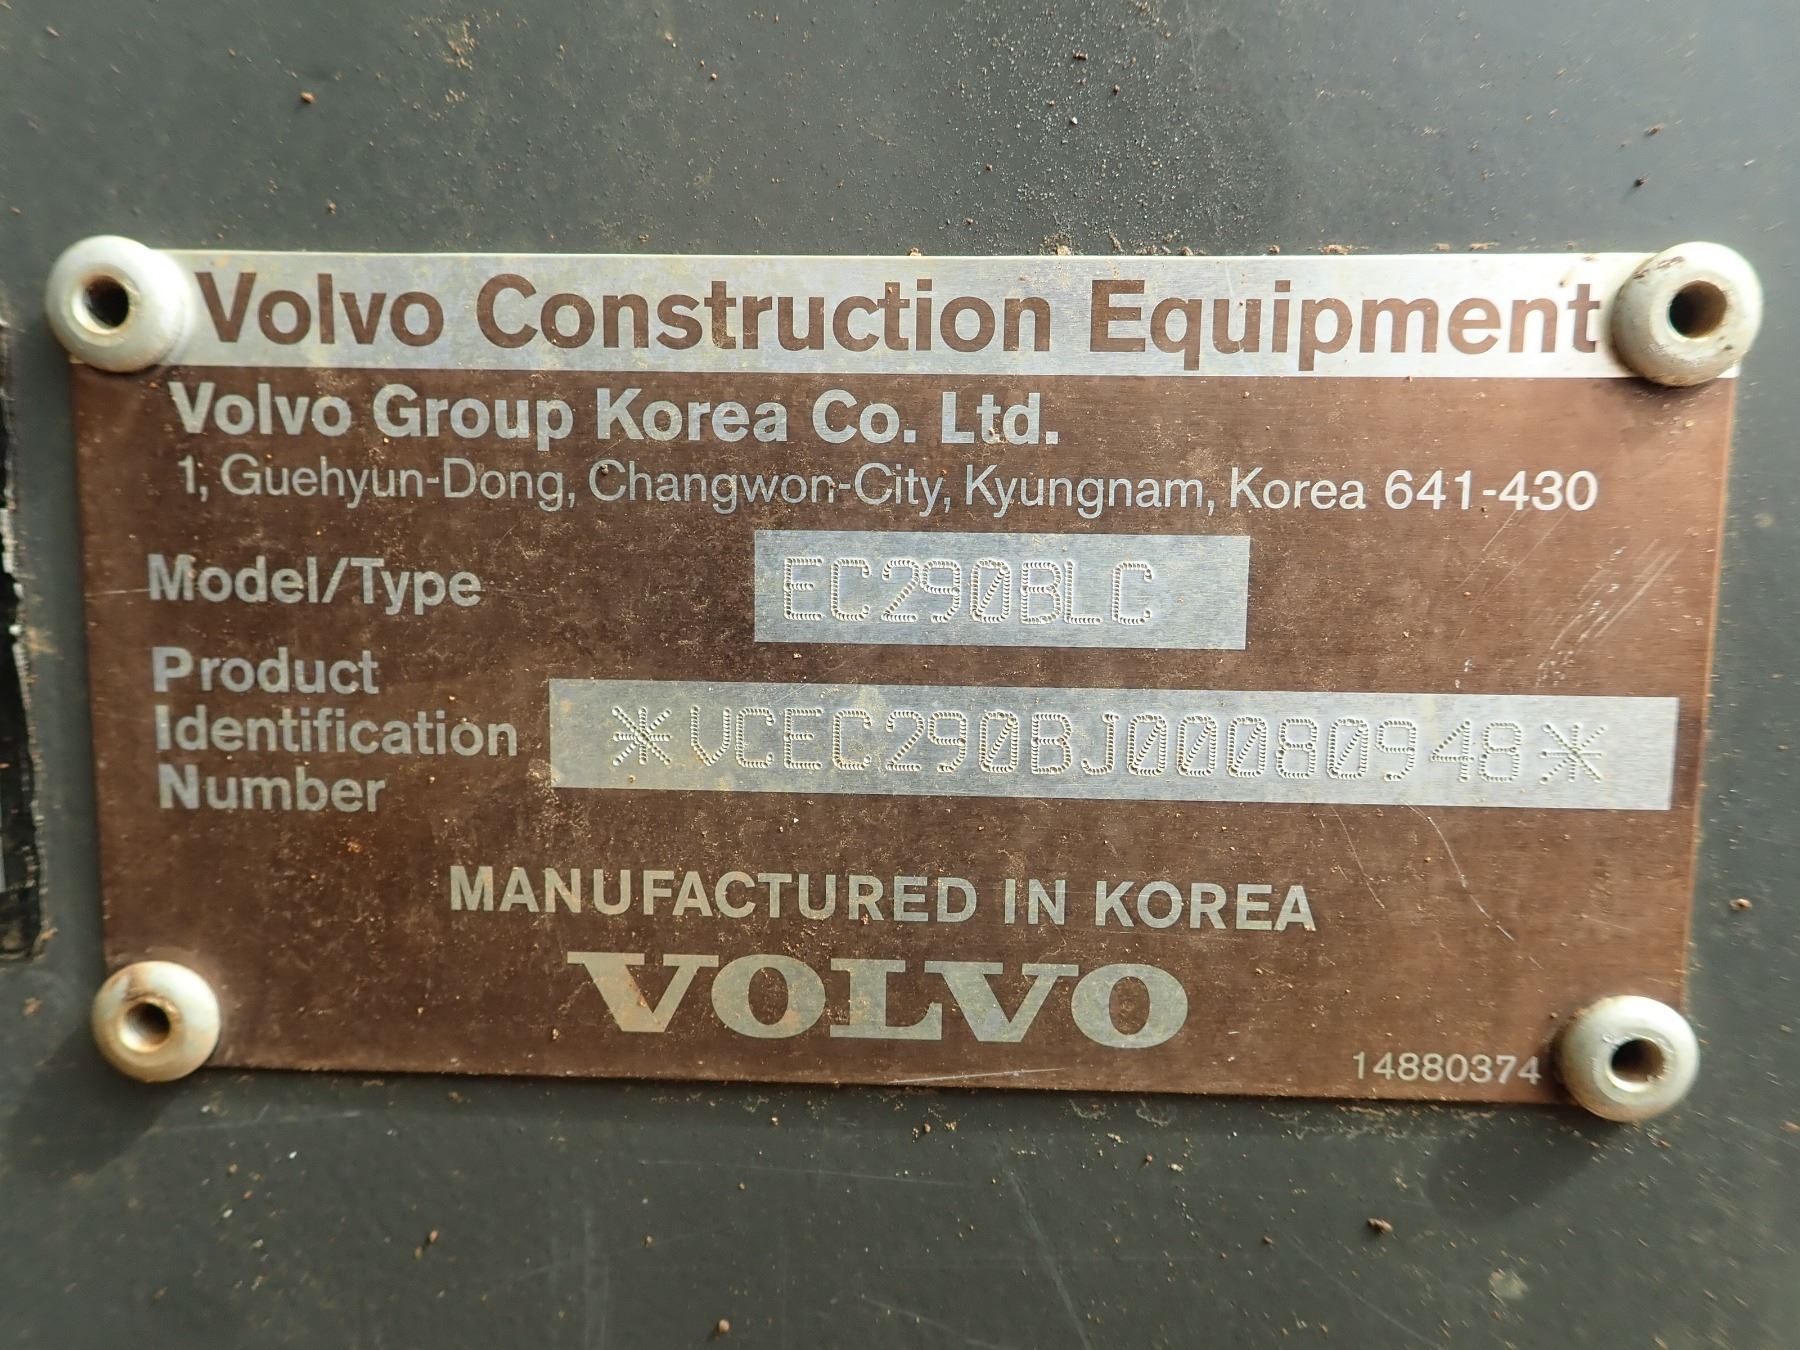 Volvo Construction Equipment
Volvo Group Korea Co. Ltd.
1, Guehyun-Dong, Changwon-City, Kyungnam, Korea 641-430
Model/Type EC290BLC
Product
Identification
Number
*VCEC290BJ00080948*
MANUFACTURED IN KOREA
VOLVO
14880374